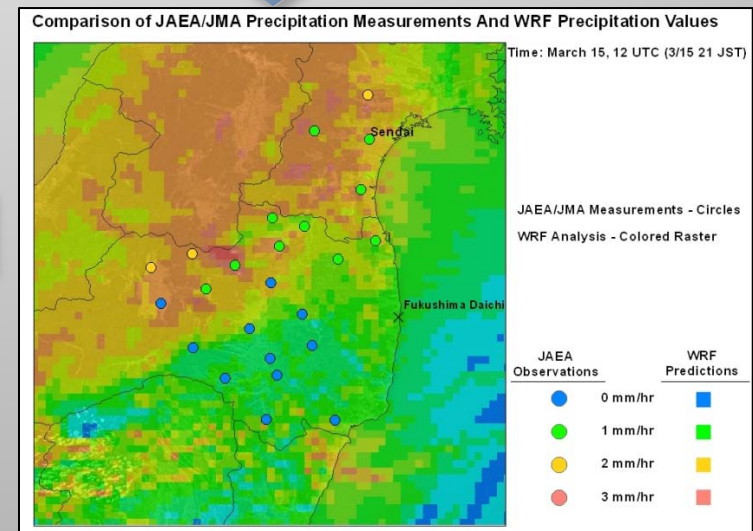 Comparison of JAEA/JMA Precipitation Measurements And WRF Precipitation Values
Time: March 15, 12 UTC (3/15 21 JST)
Sendai
JAEA/JMA Measurements - Circles
WRF Analysis - Colored Raster
Fukushima Daichi
JAEA Observations
WRF Predictions
0 mm/hr
1 mm/hr
2 mm/hr
3 mm/hr